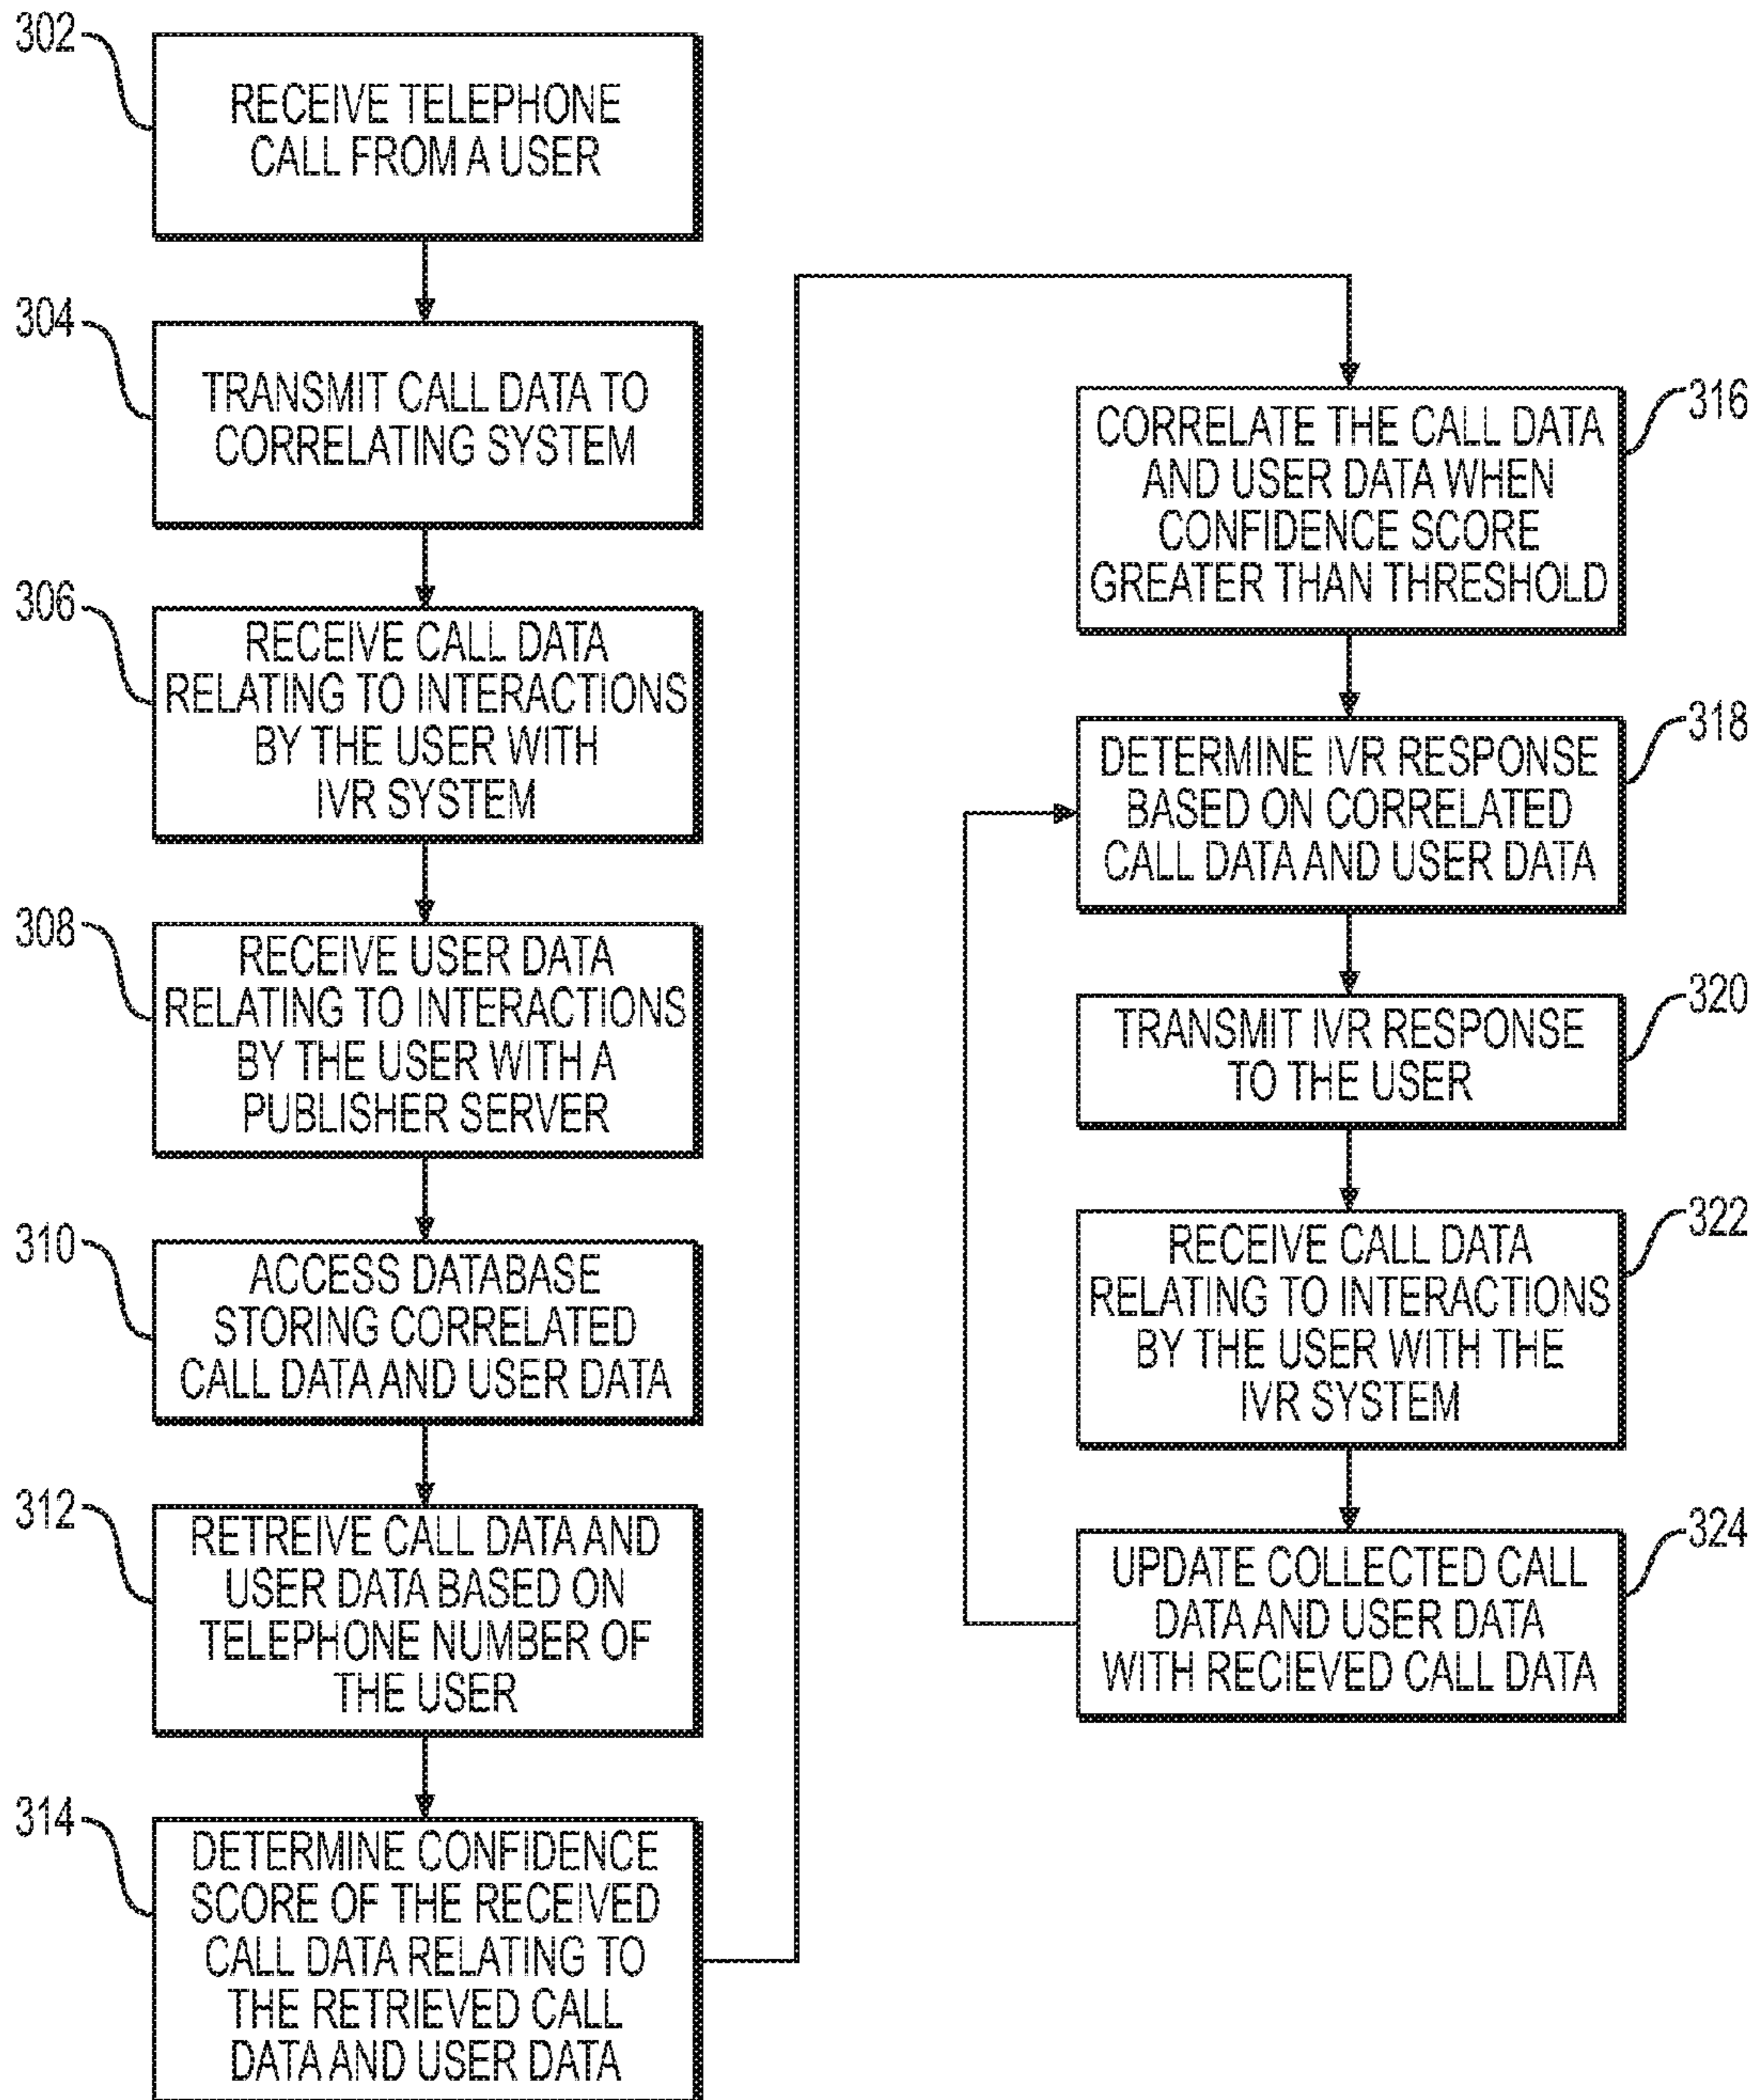 302
RECEIVE TELEPHONE
CALL FROM A USER
304
TRANSMIT CALL DATA TO
CORRELATING SYSTEM
306
RECEIVE CALL DATA
RELATING TO INTERACTIONS
BY THE USER WITH
IVR SYSTEM
308
RECEIVE USER DATA
RELATING TO INTERACTIONS
BY THE USER WITH A
PUBLISHER SERVER
310
ACCESS DATABASE
STORING CORRELATED
CALL DATA AND USER DATA
312
RETREIVE CALL DATA AND
USER DATA BASED ON
TELEPHONE NUMBER OF
THE USER
314
DETERMINE CONFIDENCE
SCORE OF THE RECEIVED
CALL DATA RELATING TO
THE RETRIEVED CALL
DATA AND USER DATA
316
CORRELATE THE CALL DATA
AND USER DATA WHEN
CONFIDENCE SCORE
GREATER THAN THRESHOLD
318
DETERMINE IVR RESPONSE
BASED ON CORRELATED
CALL DATA AND USER DATA
320
TRANSMIT IVR RESPONSE
TO THE USER
322
RECEIVE CALL DATA
RELATING TO INTERACTIONS
BY THE USER WITH THE
IVR SYSTEM
324
UPDATE COLLECTED CALL
DATA AND USER DATA
WITH RECIEVED CALL DATA